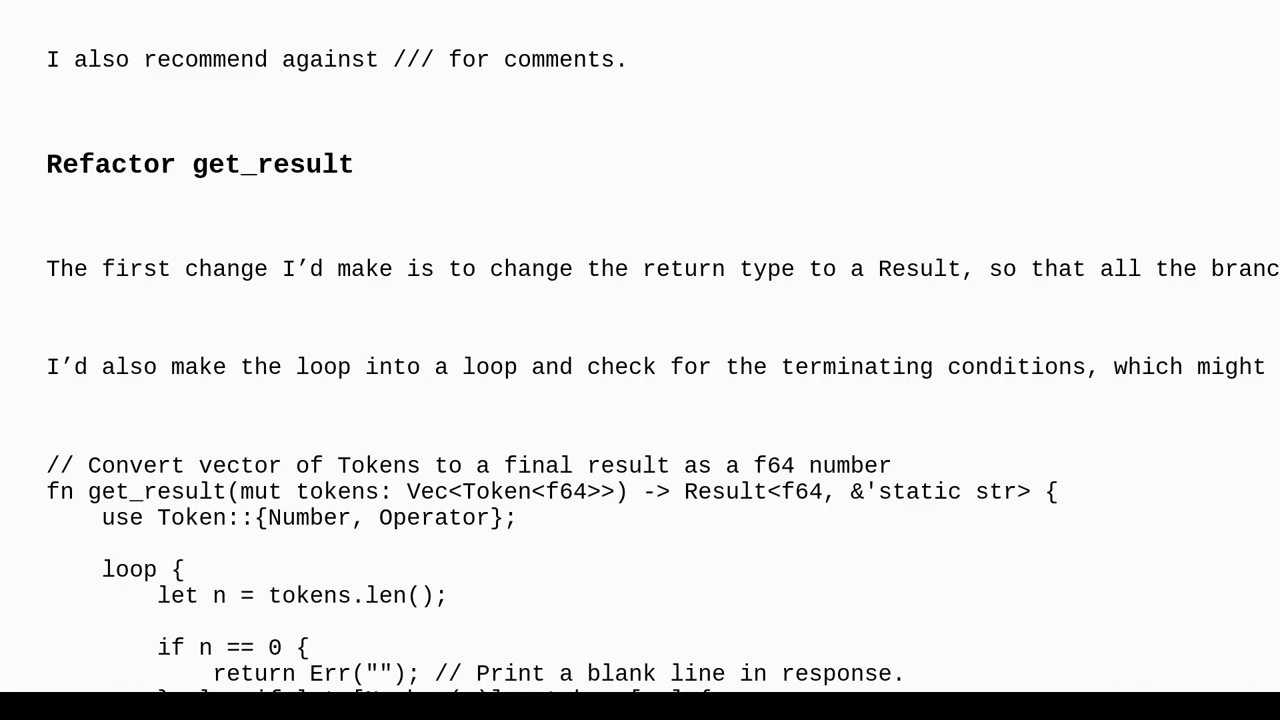 I also recommend against /// for comments.
Refactor get_result
The first change I’d make is to change the return type to a Result, so that all the
I’d also make the loop into a loop and check for the terminating conditions, which might
// Convert vector of Tokens to a final result as a f64 number
fn get_result(mut tokens: Vec<Token<f64>>) -> Result<f64, &'static str> {
    use Token::{Number, Operator};
    loop {
        let n = tokens.len();
        if n == 0 {
            return Err(""); // Print a blank line in response.